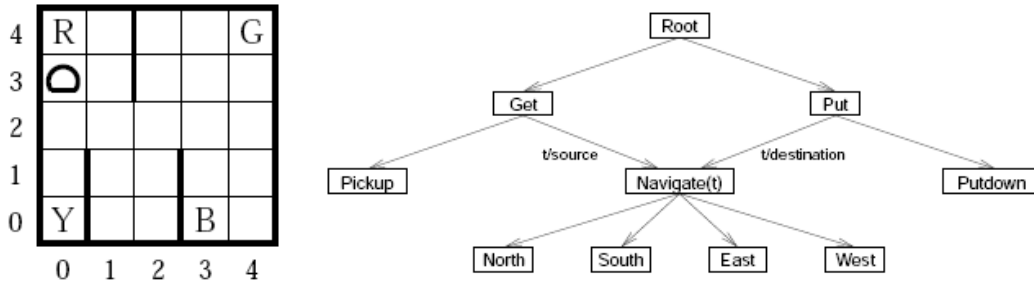 4 R G
3
2
1
0 Y B
0 1 2 3 4
Root
Get Put
t/source t/destination
Pickup Navigate(t) Putdown
North South East West